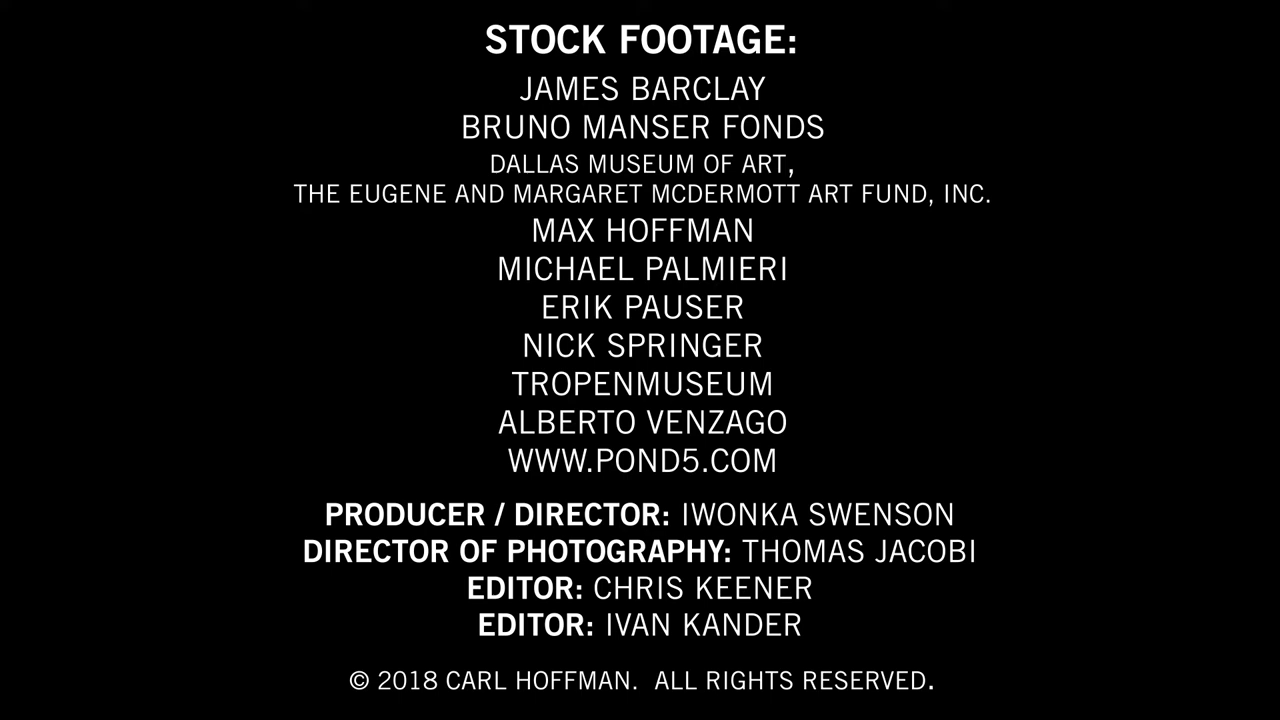 STOCK FOOTAGE:
JAMES BARCLAY
BRUNO MANSER FONDS
DALLAS MUSEUM OF ART,
THE EUGENE AND MARGARET MCDERMOTT ART FUND, INC.
MAX HOFFMAN
MICHAEL PALMIERI
ERIK PAUSER
NICK SPRINGER
TROPENMUSEUM
ALBERTO VENZAGO
WWW.POND5.COM
PRODUCER / DIRECTOR: IWONKA SWENSON
DIRECTOR OF PHOTOGRAPHY: THOMAS JACOBI
EDITOR: CHRIS KEENER
EDITOR: IVAN KANDER
© 2018 CARL HOFFMAN. ALL RIGHTS RESERVED.